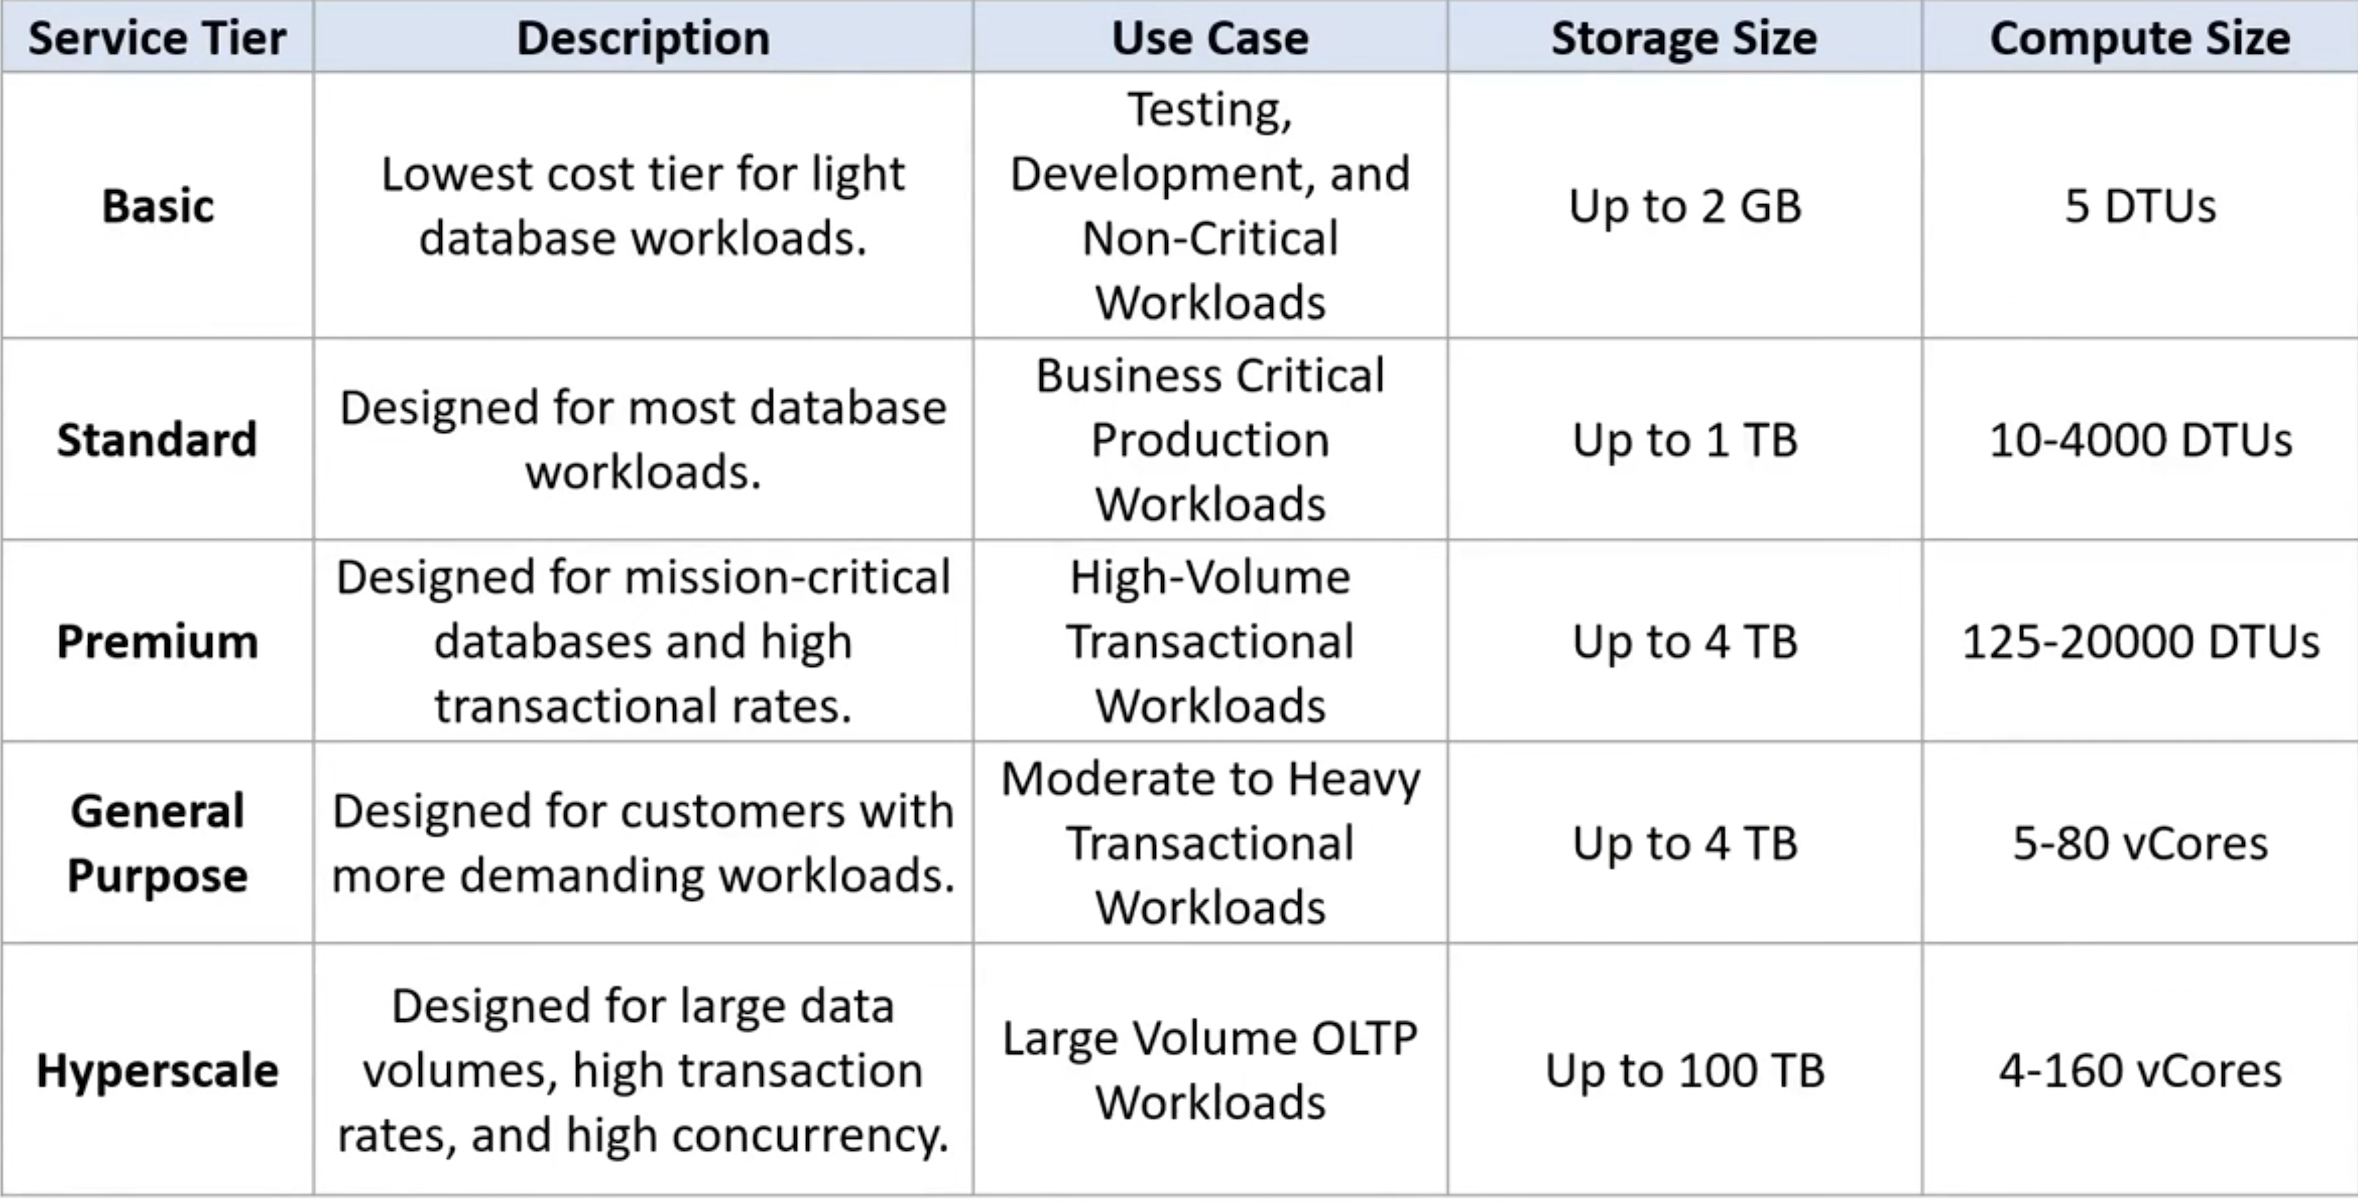 Service Tier
Description
Use Case
Storage Size
Compute Size
Basic
Lowest cost tier for light
database workloads.
Testing,
Development, and
Non-Critical
Workloads
Up to 2 GB
5 DTUs
Standard
Designed for most database
workloads.
Business Critical
Production
Workloads
Up to 1 TB
10-4000 DTUs
Premium
Designed for mission-critical
databases and high
transactional rates.
High-Volume
Transactional
Workloads
Up to 4 TB
125-20000 DTUs
General
Purpose
Designed for customers with
more demanding workloads.
Moderate to Heavy
Transactional
Workloads
Up to 4 TB
5-80 vCores
Hyperscale
Designed for large data
volumes, high transaction
rates, and high concurrency.
Large Volume OLTP
Workloads
Up to 100 TB
4-160 vCores